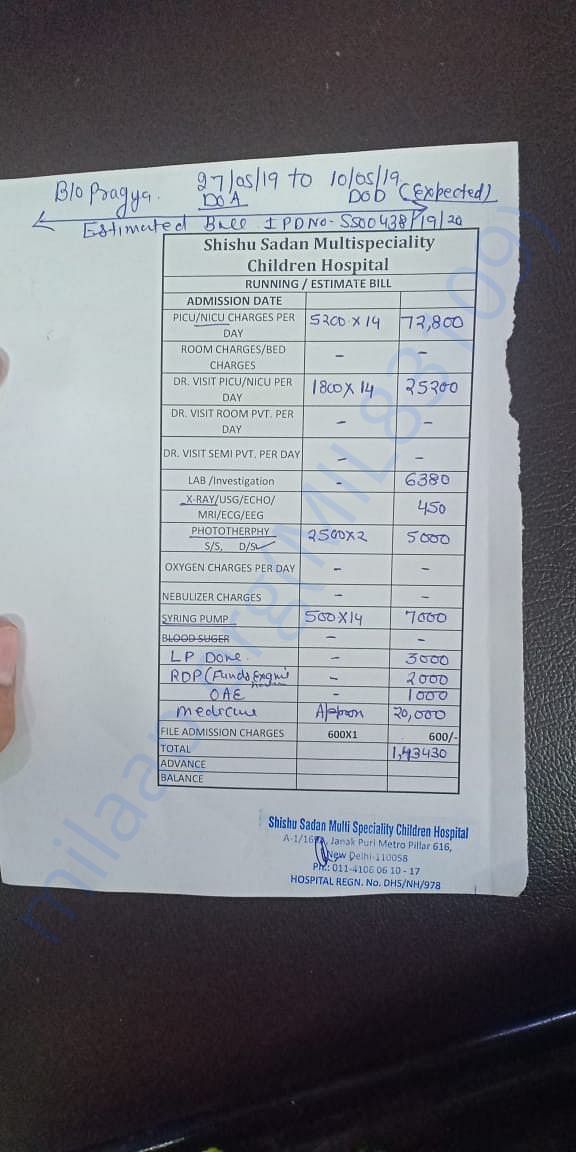 B/o Pragya. 27/05/19 to 10/05/19
DOA DOD (Expected)
Estimated Bill IPD No- SS00438/19/20
Shishu Sadan Multispeciality
Children Hospital
RUNNING / ESTIMATE BILL
ADMISSION DATE
PICU/NICU CHARGES PER DAY 5200 X 14 72,800
ROOM CHARGES/BED CHARGES - -
DR. VISIT PICU/NICU PER DAY 1800 X 14 25200
DR. VISIT ROOM PVT. PER DAY - -
DR. VISIT SEMI PVT. PER DAY - -
LAB /Investigation - 6380
X-RAY/USG/ECHO/ MRI/ECG/EEG 450
PHOTOTHERPHY S/S, D/S 2500X2 5000
OXYGEN CHARGES PER DAY - -
NEBULIZER CHARGES - -
SYRING PUMP 500X14 7000
BLOOD SUGER - -
LP Done. - 3000
ROP (Fundo - 2000
OAE - 1000
Medicine Approx 20,000
FILE ADMISSION CHARGES 600X1 600/-
TOTAL 1,43430
ADVANCE
BALANCE
Shishu Sadan Multi Speciality Children Hospital
Janak Puri Metro Pillar 616,
New Delhi-110058
Ph.: 011-4106 06 10 - 17
HOSPITAL REGN. No. DHS/NH/978
milaap.org(MIL83109)